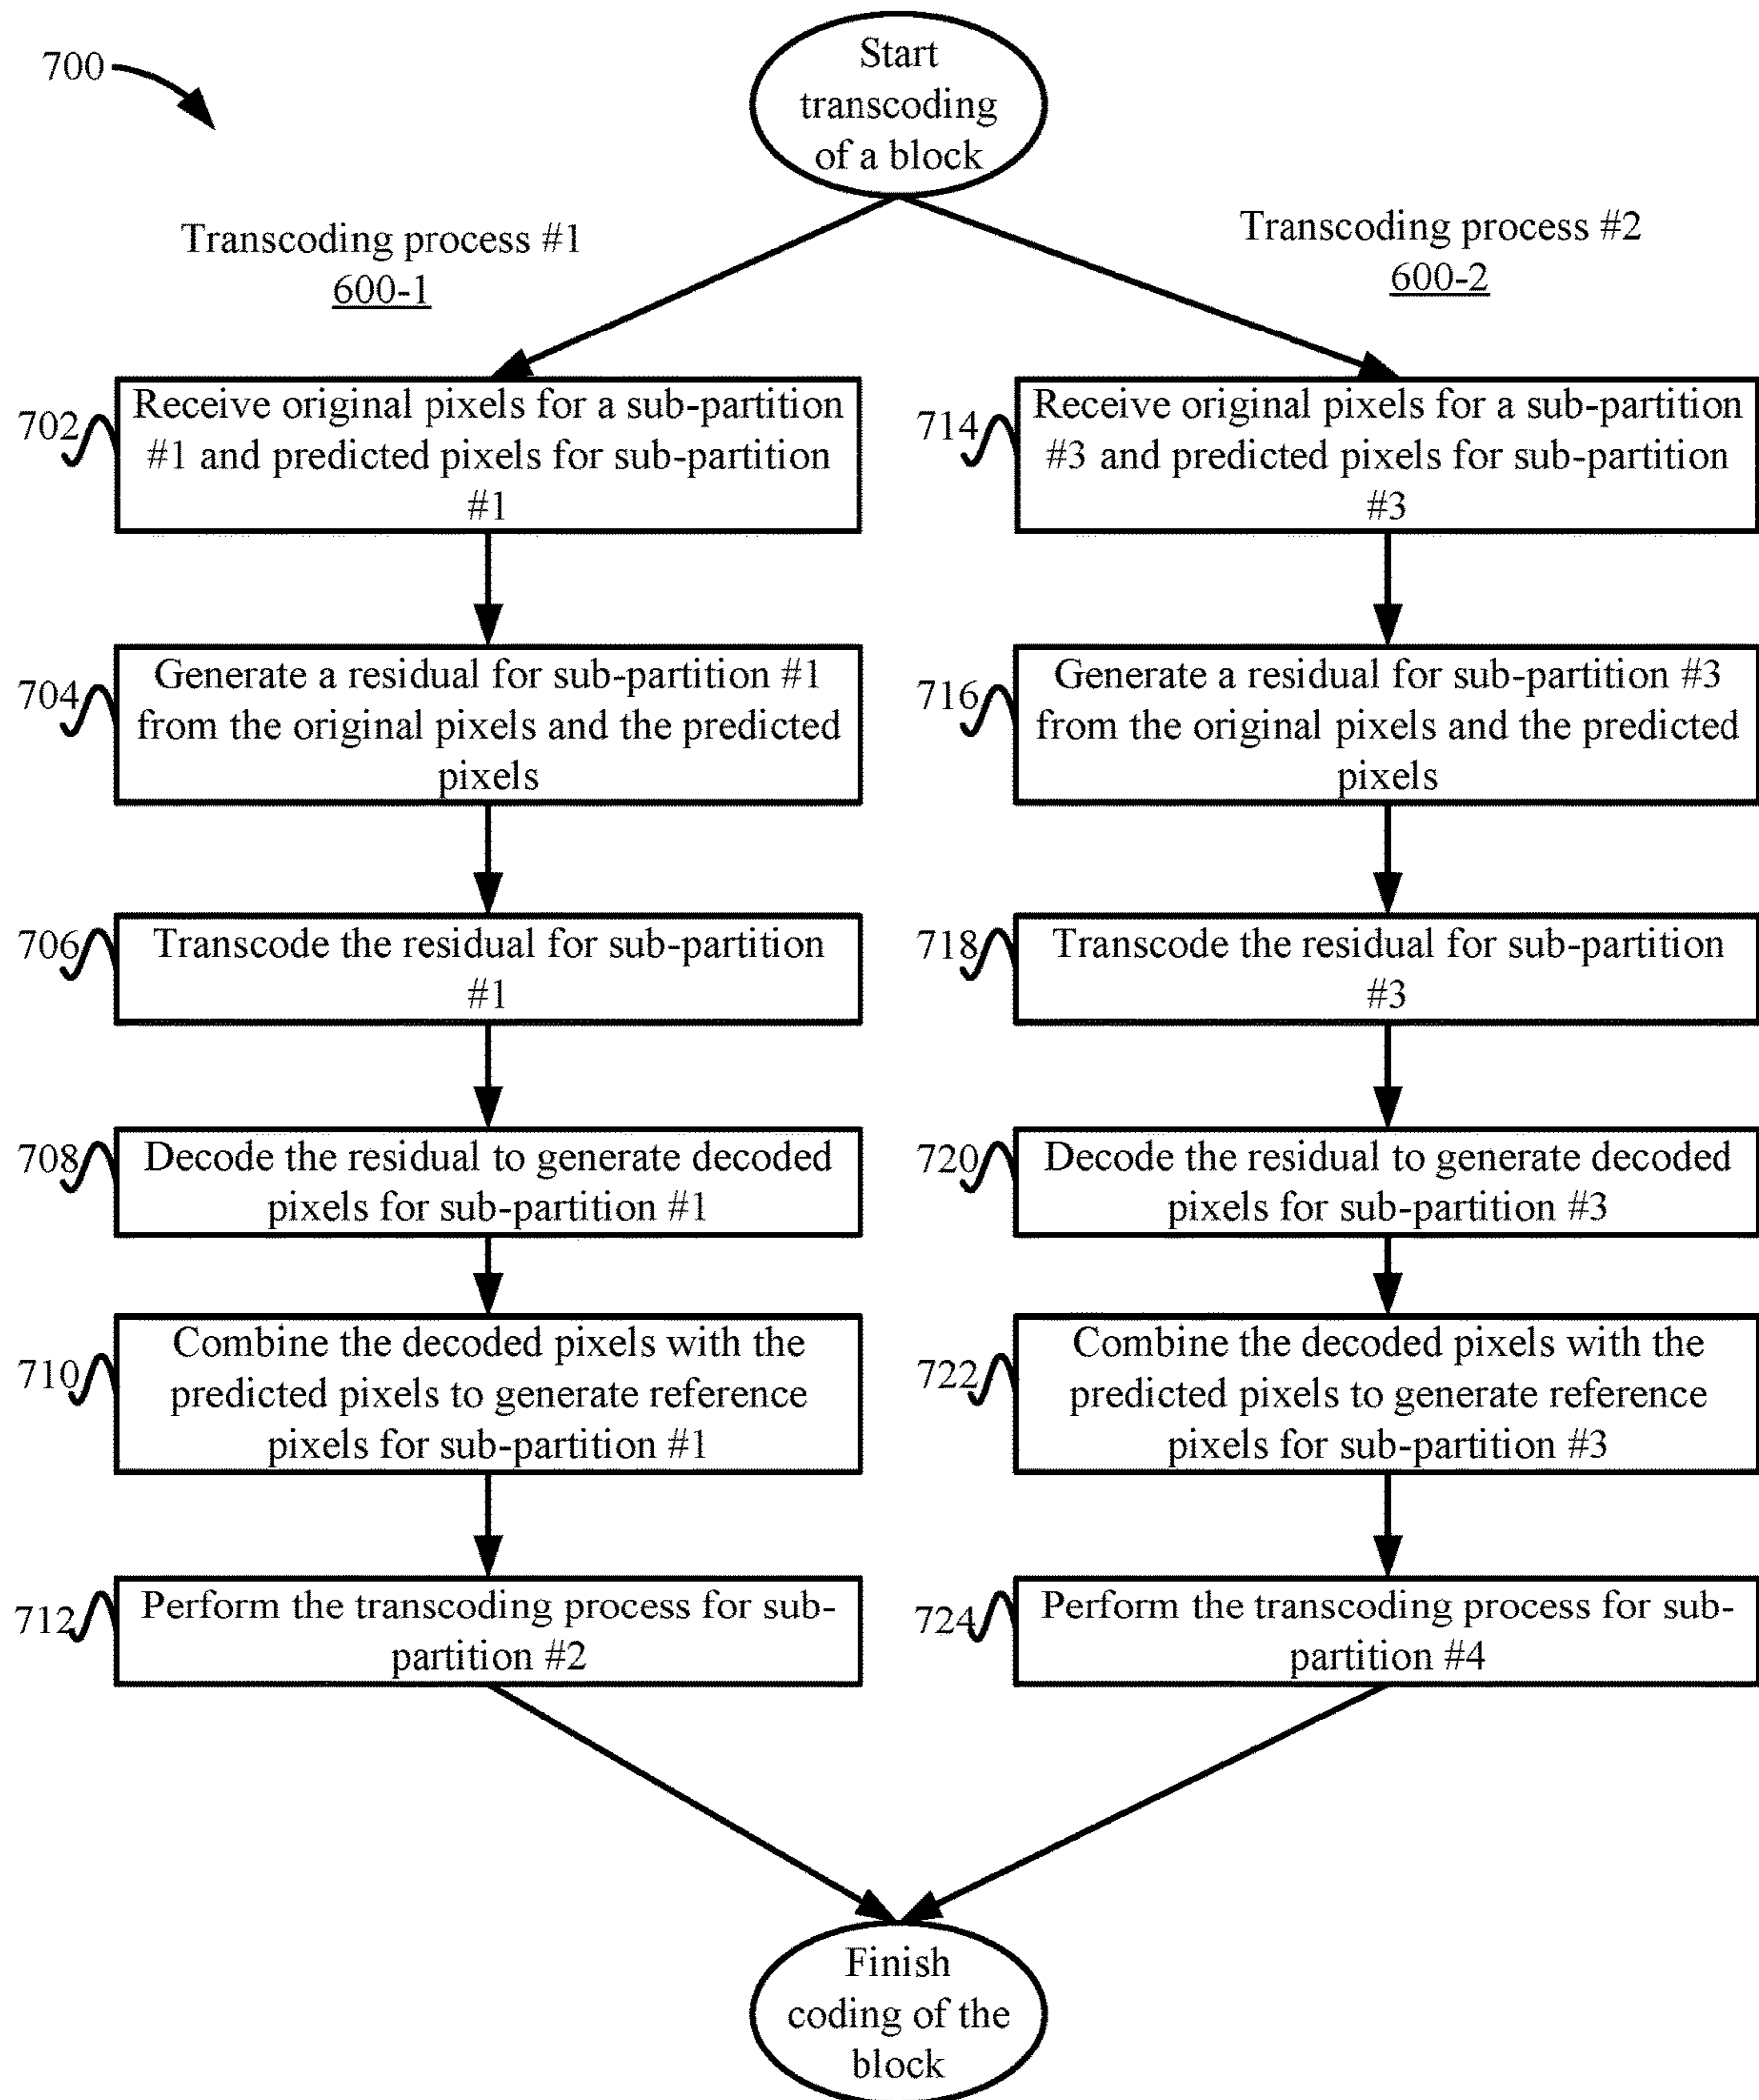 700
Start
transcoding
of a block
Transcoding process #1
600-1
Transcoding process #2
600-2
702
Receive original pixels for a sub-partition
#1 and predicted pixels for sub-partition
#1
704
Generate a residual for sub-partition #1
from the original pixels and the predicted
pixels
706
Transcode the residual for sub-partition
#1
708
Decode the residual to generate decoded
pixels for sub-partition #1
710
Combine the decoded pixels with the
predicted pixels to generate reference
pixels for sub-partition #1
712
Perform the transcoding process for sub-
partition #2
714
Receive original pixels for a sub-partition
#3 and predicted pixels for sub-partition
#3
716
Generate a residual for sub-partition #3
from the original pixels and the predicted
pixels
718
Transcode the residual for sub-partition
#3
720
Decode the residual to generate decoded
pixels for sub-partition #3
722
Combine the decoded pixels with the
predicted pixels to generate reference
pixels for sub-partition #3
724
Perform the transcoding process for sub-
partition #4
Finish
coding of the
block